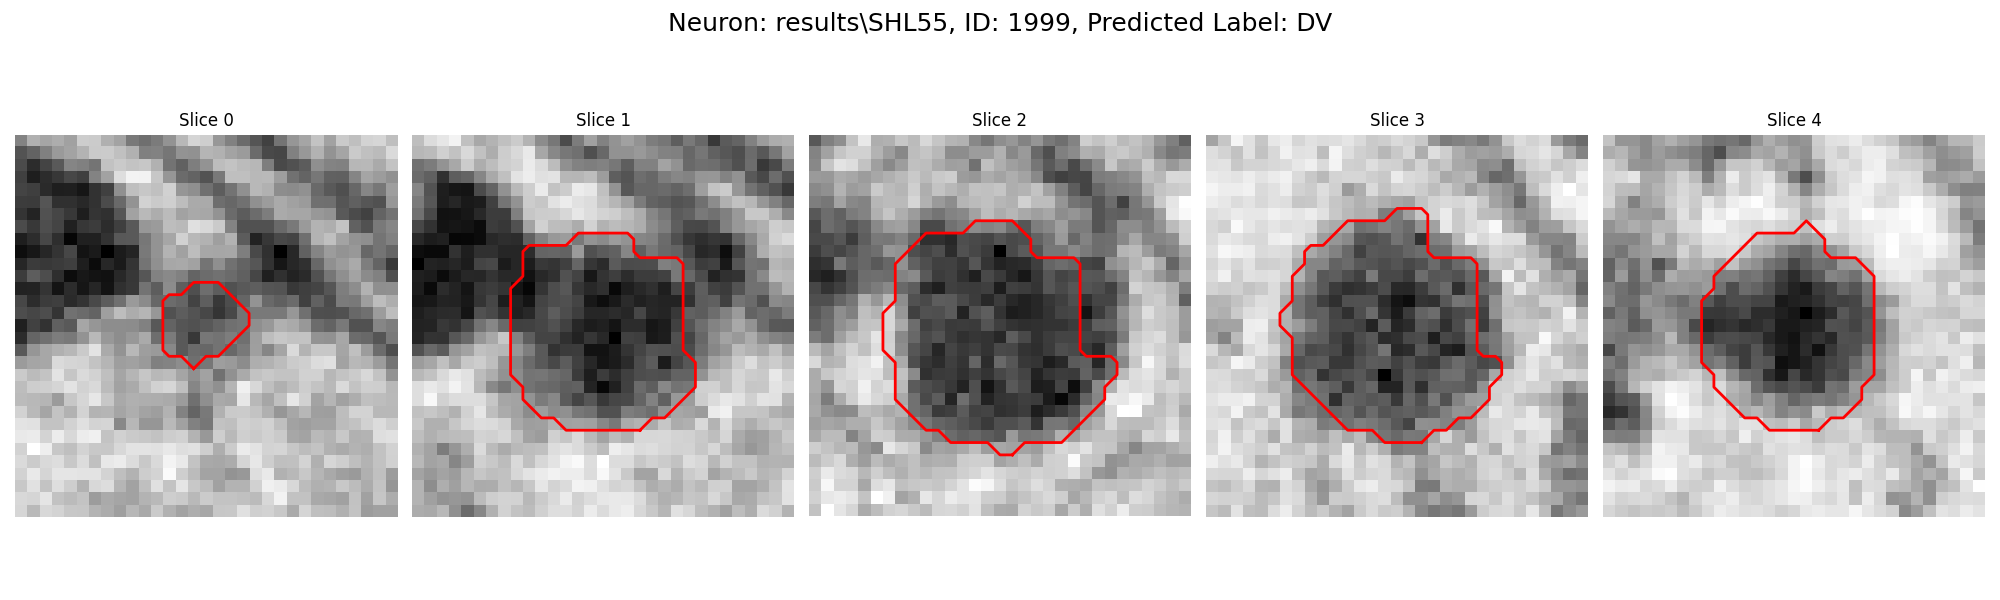 Neuron: results\SHL55, ID: 1999, Predicted Label: DV
Slice 0
Slice 1
Slice 2
Slice 3
Slice 4